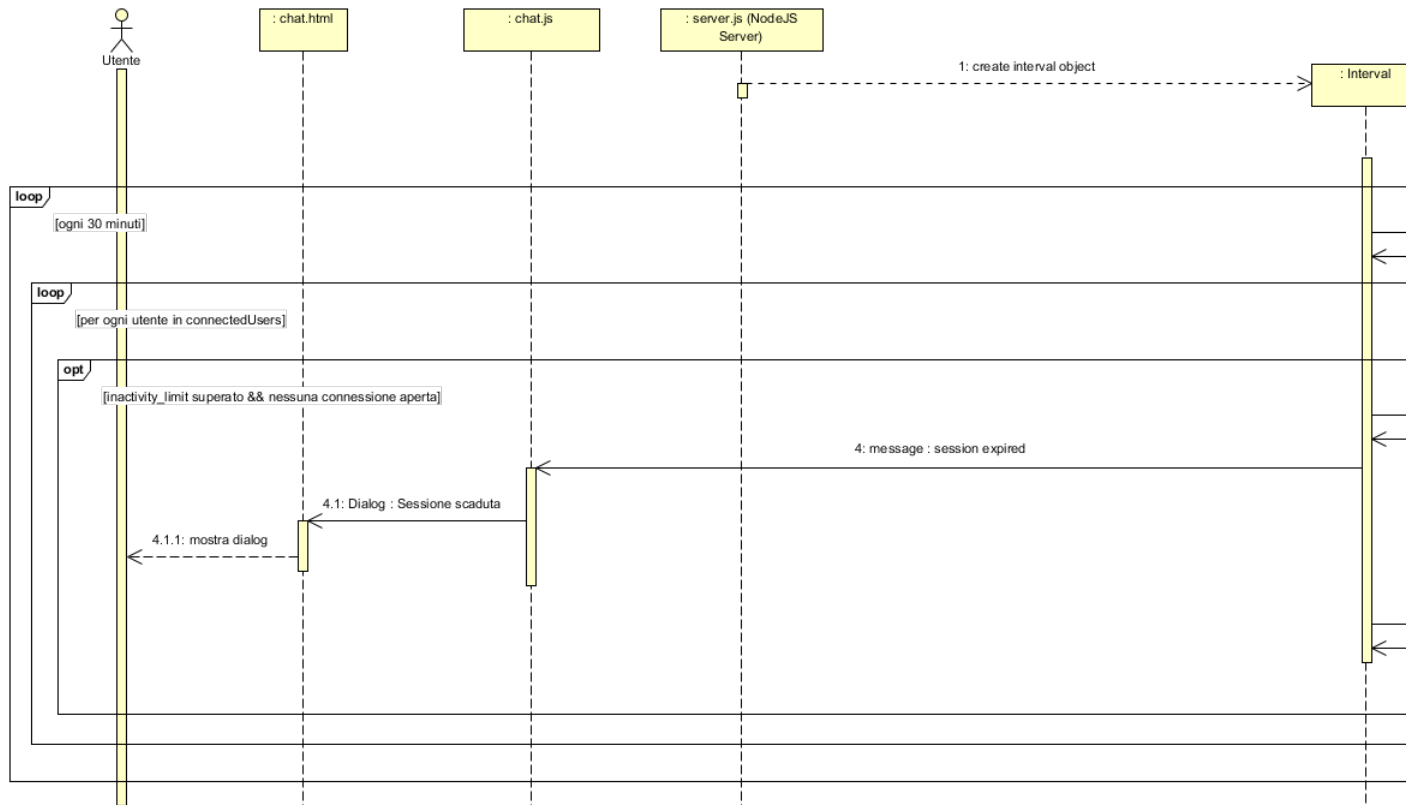 : chat.html
: chat.js
: server.js (NodeJS
Server)
Utente
1: create interval object
: Interval
loop
[ogni 30 minuti]
loop
[per ogni utente in connectedUsers]
opt
[inactivity_limit superato && nessuna connessione aperta]
4: message : session expired
4.1: Dialog : Sessione scaduta
4.1.1: mostra dialog